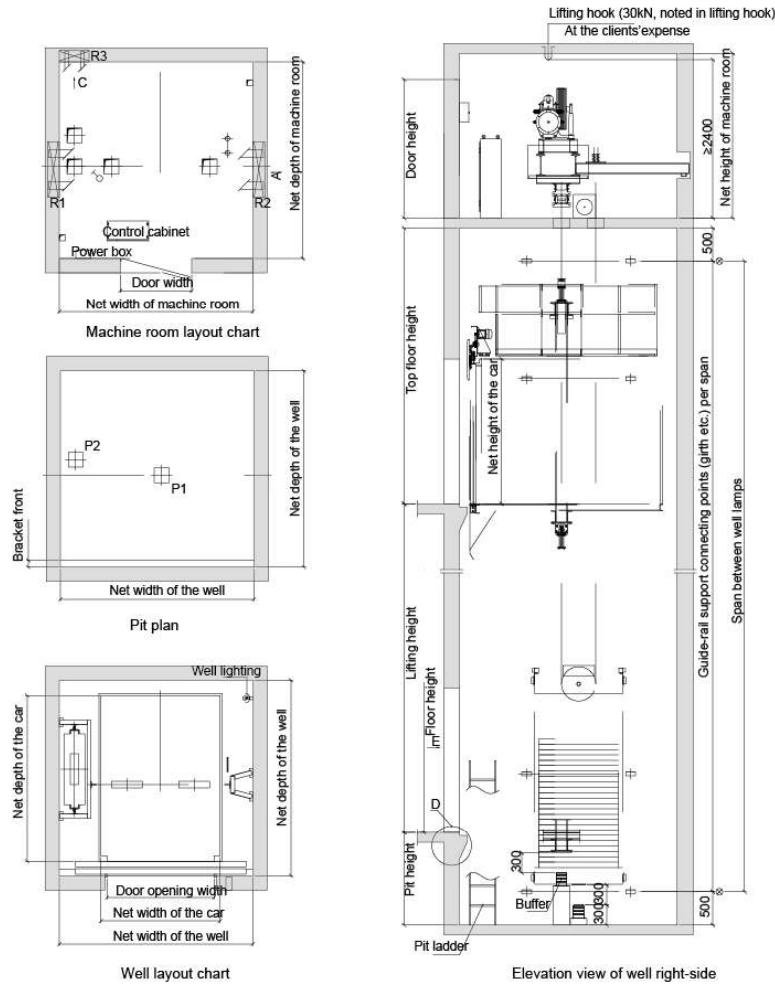 R3
C
R1
R2
A
Net depth of machine room
Control cabinet
Power box
Door width
Net width of machine room
Machine room layout chart
P2
P1
Net depth of the well
Bracket front
Net width of the well
Pit plan
Well lighting
Net depth of the car
Net depth of the well
Door opening width
Net width of the car
Net width of the well
Well layout chart
Lifting hook (30kN, noted in lifting hook)
At the clients'expense
Door height
≥2400
Net height of machine room
500
Top floor height
Net height of the car
Guide-rail support connecting points (girth etc.) per span
Span between well lamps
Lifting height
Floor height
E
D
Pit height
300
Buffer
300
300
500
Pit ladder
Elevation view of well right-side